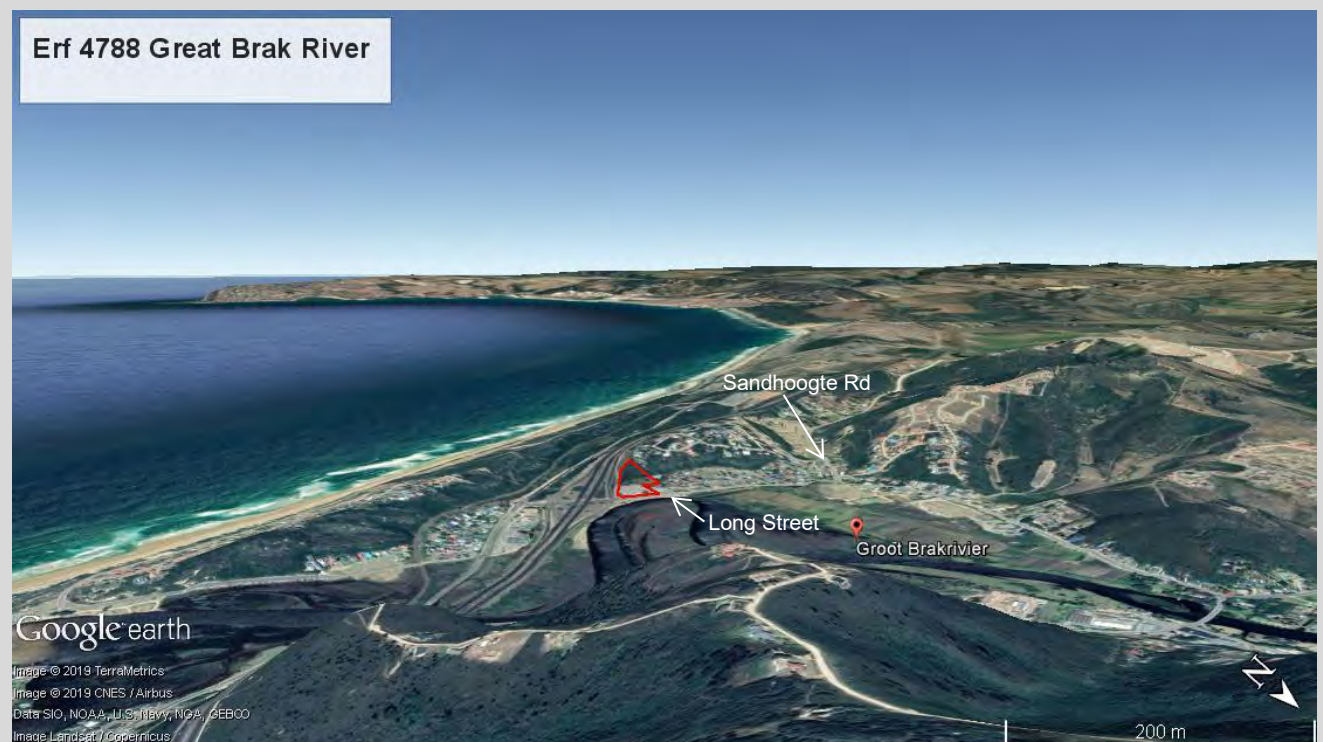 Erf 4788 Great Brak River
Sandhoogte Rd
Long Street
Groot Brakrivier
Google earth
Image © 2019 TerraMetrics
Image © 2019 CNES / Airbus
Data SIO, NOAA, U.S. Navy, NGA, GEBCO
Image Landsat / Copernicus
N
200 m